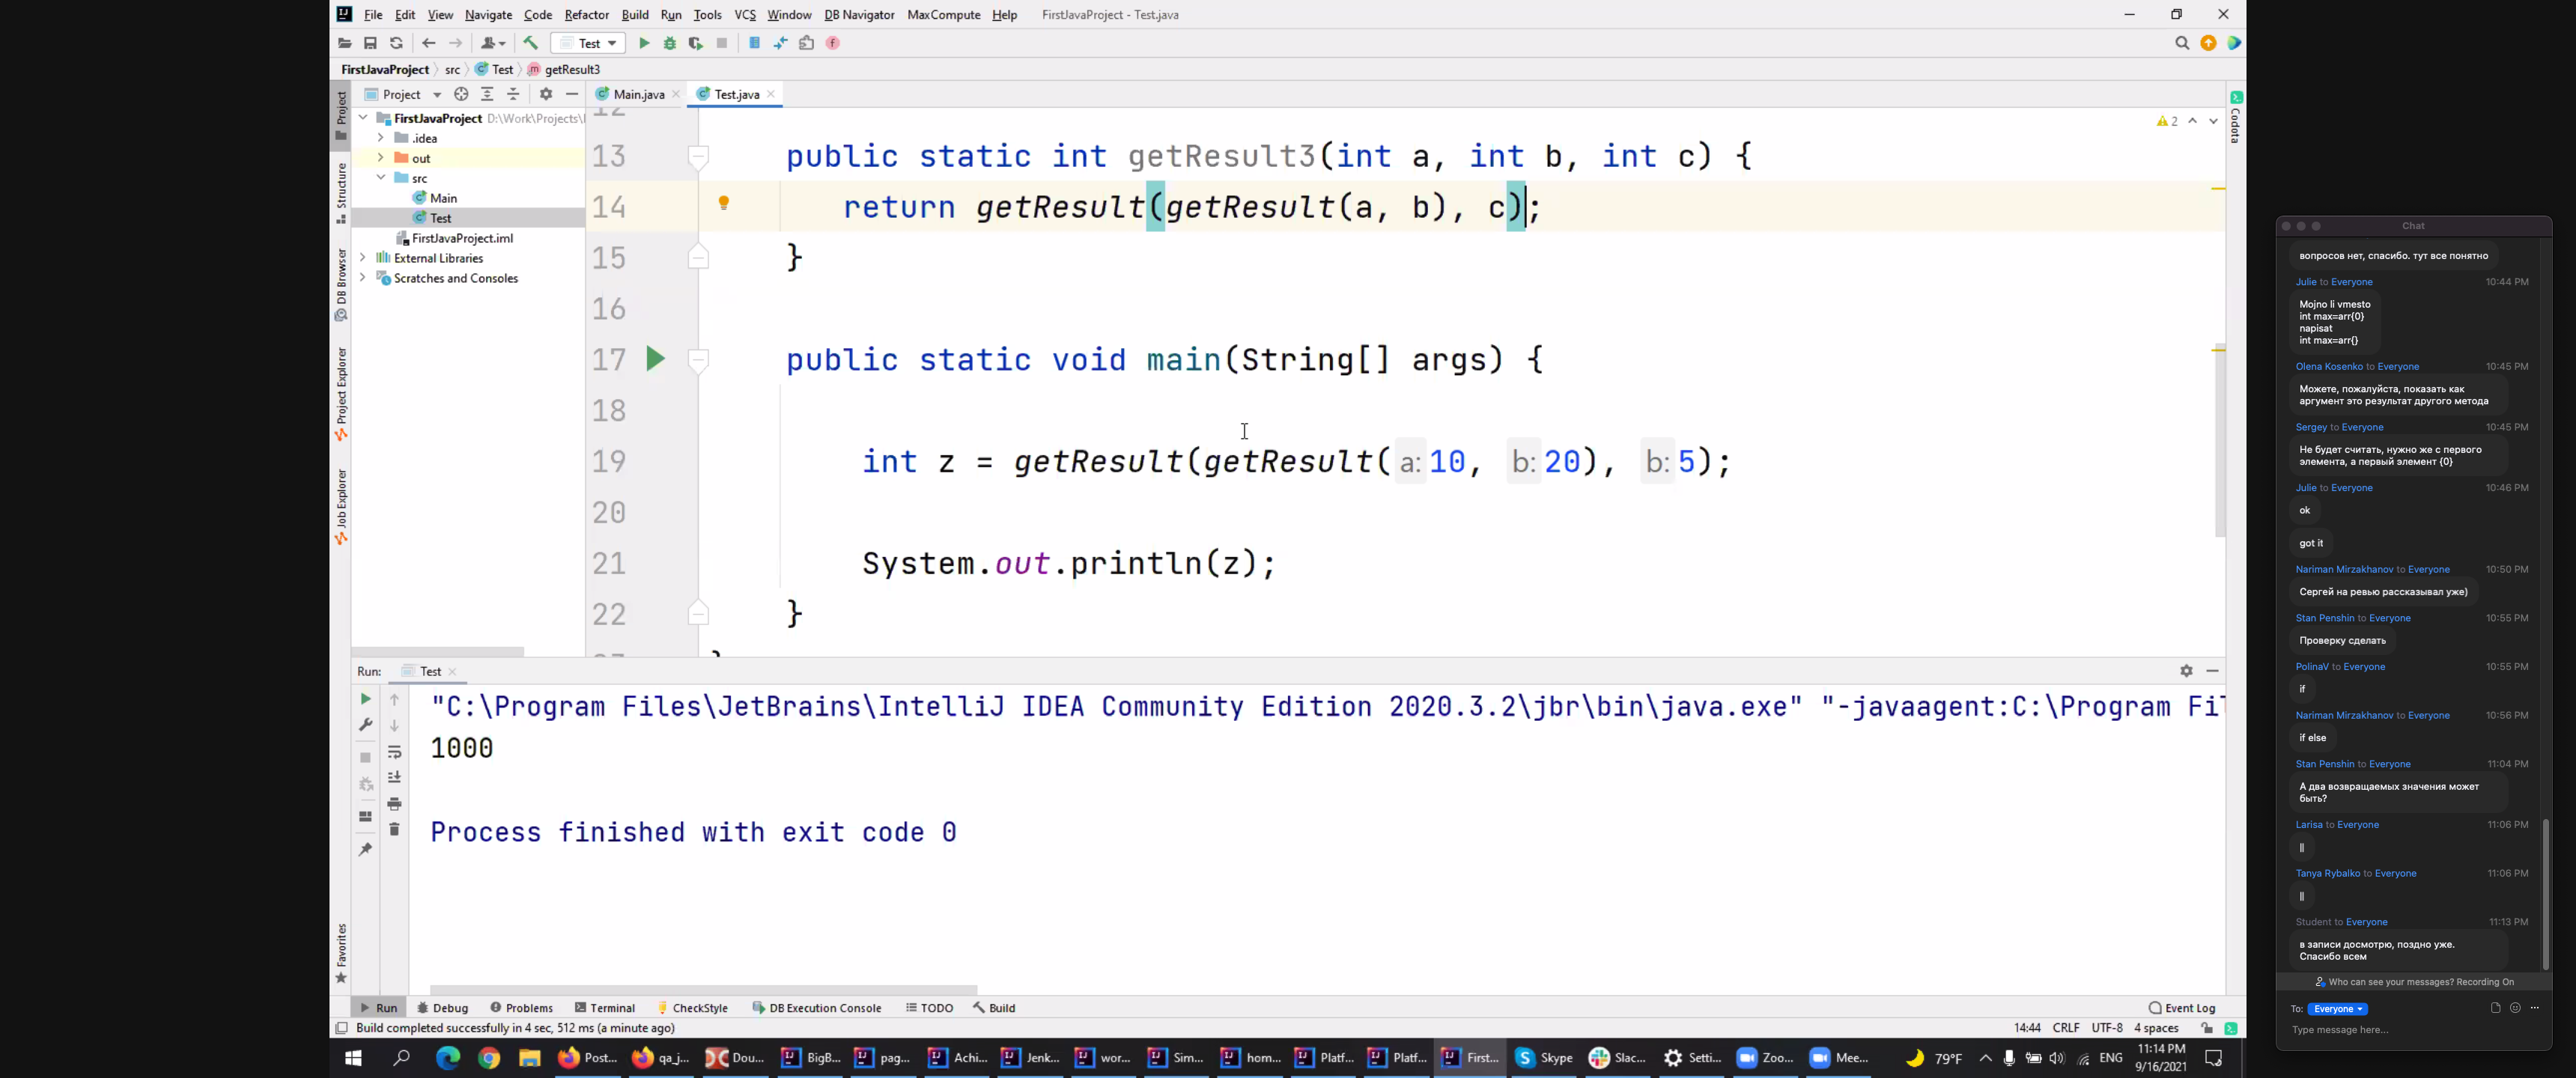 File Edit View Navigate Code Refactor Build Run Tools VCS Window DB Navigator MaxCompute Help FirstJavaProject - Test.java
Test
FirstJavaProject src Test getResult3
Project
Main.java
Test.java
FirstJavaProject D:\Work\Projects\
.idea
out
src
Main
Test
FirstJavaProject.iml
External Libraries
Scratches and Consoles
Project
Structure
DB Browser
Project Explorer
Job Explorer
Favorites
Codota
2
12
13 public static int getResult3(int a, int b, int c) {
14 return getResult(getResult(a, b), c);
15 }
16
17 public static void main(String[] args) {
18
19 int z = getResult(getResult( a: 10, b: 20), b: 5);
20
21 System.out.println(z);
22 }
Run: Test
"C:\Program Files\JetBrains\IntelliJ IDEA Community Edition 2020.3.2\jbr\bin\java.exe" "-javaagent:C:\Program Fil
1000
Process finished with exit code 0
Run Debug Problems Terminal CheckStyle DB Execution Console TODO Build Event Log
Build completed successfully in 4 sec, 512 ms (a minute ago) 14:44 CRLF UTF-8 4 spaces
Post... qa_j... Dou... BigB... pag... Achi... Jenk... wor... Sim... hom... Platf... Platf... First... Skype Slac... Setti... Zoo... Mee... 79°F ENG
11:14 PM
9/16/2021
Chat
вопросов нет, спасибо. тут все понятно
Julie to Everyone 10:44 PM
Mojno li vmesto
int max=arr{0}
napisat
int max=arr{}
Olena Kosenko to Everyone 10:45 PM
Можете, пожалуйста, показать как
аргумент это результат другого метода
Sergey to Everyone 10:45 PM
Не будет считать, нужно же с первого
элемента, а первый элемент {0}
Julie to Everyone 10:46 PM
ok
got it
Nariman Mirzakhanov to Everyone 10:50 PM
Сергей на ревью рассказывал уже)
Stan Penshin to Everyone 10:55 PM
Проверку сделать
PolinaV to Everyone 10:55 PM
if
Nariman Mirzakhanov to Everyone 10:56 PM
if else
Stan Penshin to Everyone 11:04 PM
А два возвращаемых значения может
быть?
Larisa to Everyone 11:06 PM
||
Tanya Rybalko to Everyone 11:06 PM
||
Student to Everyone 11:13 PM
в записи досмотрю, поздно уже.
Спасибо всем
Who can see your messages? Recording On
To: Everyone
Type message here...